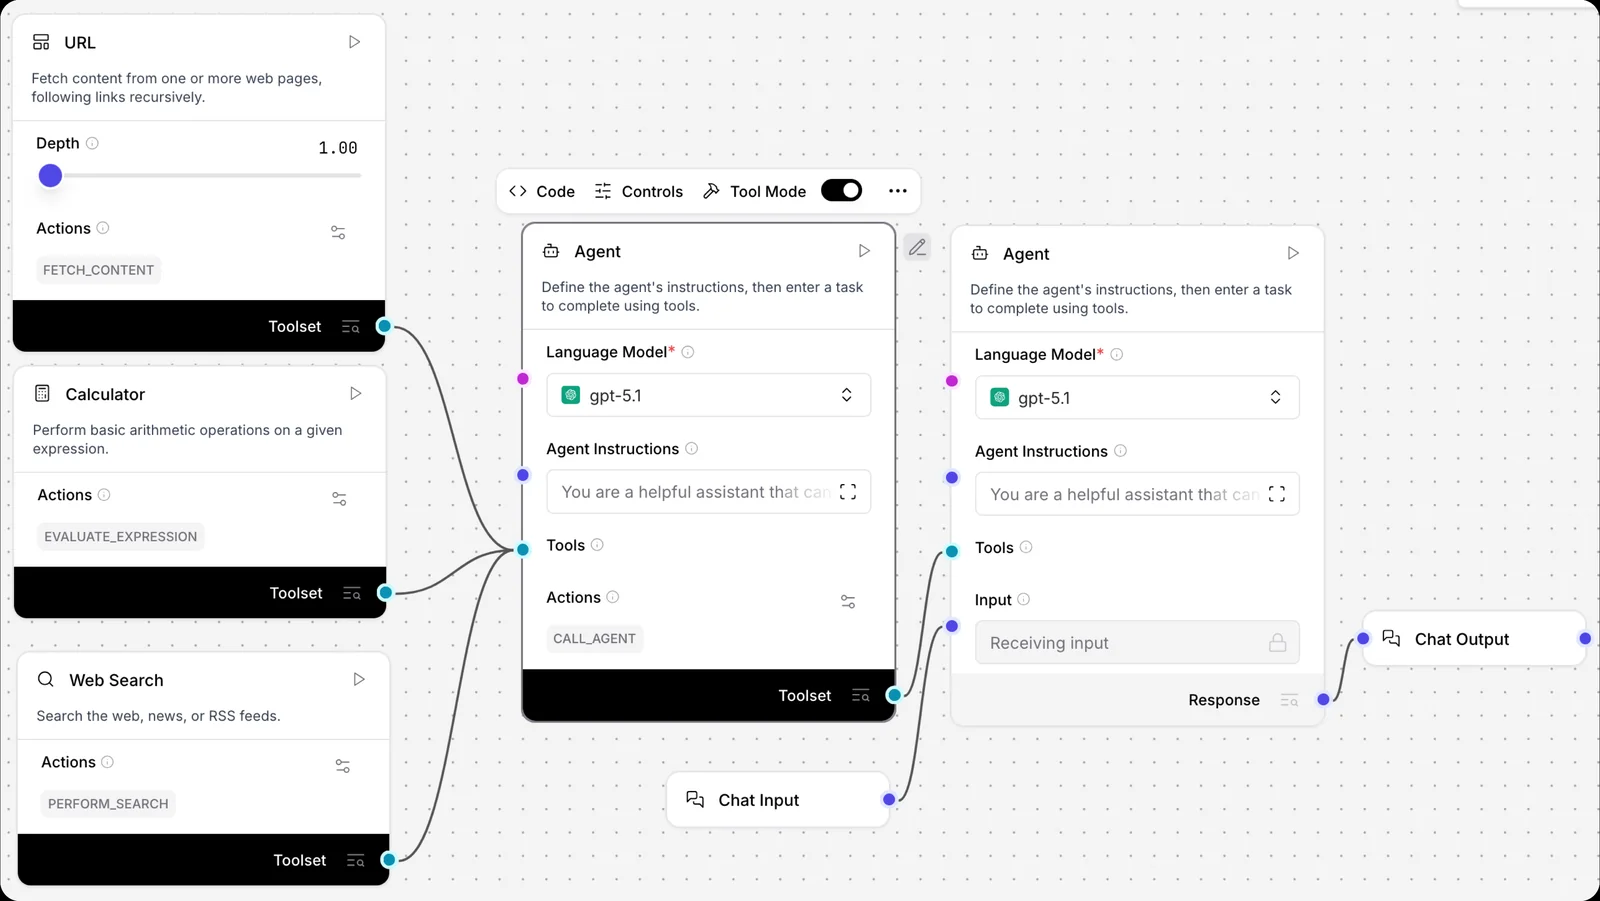 URL
Fetch content from one or more web pages,
following links recursively.
Depth
1.00
Actions
FETCH_CONTENT
Toolset
Calculator
Perform basic arithmetic operations on a given
expression.
Actions
EVALUATE_EXPRESSION
Toolset
Web Search
Search the web, news, or RSS feeds.
Actions
PERFORM_SEARCH
Toolset
Code
Controls
Tool Mode
Agent
Define the agent's instructions, then enter a task
to complete using tools.
Language Model*
gpt-5.1
Agent Instructions
You are a helpful assistant that can
Tools
Actions
CALL_AGENT
Toolset
Chat Input
Agent
Define the agent's instructions, then enter a task
to complete using tools.
Language Model*
gpt-5.1
Agent Instructions
You are a helpful assistant that can
Tools
Input
Receiving input
Response
Chat Output